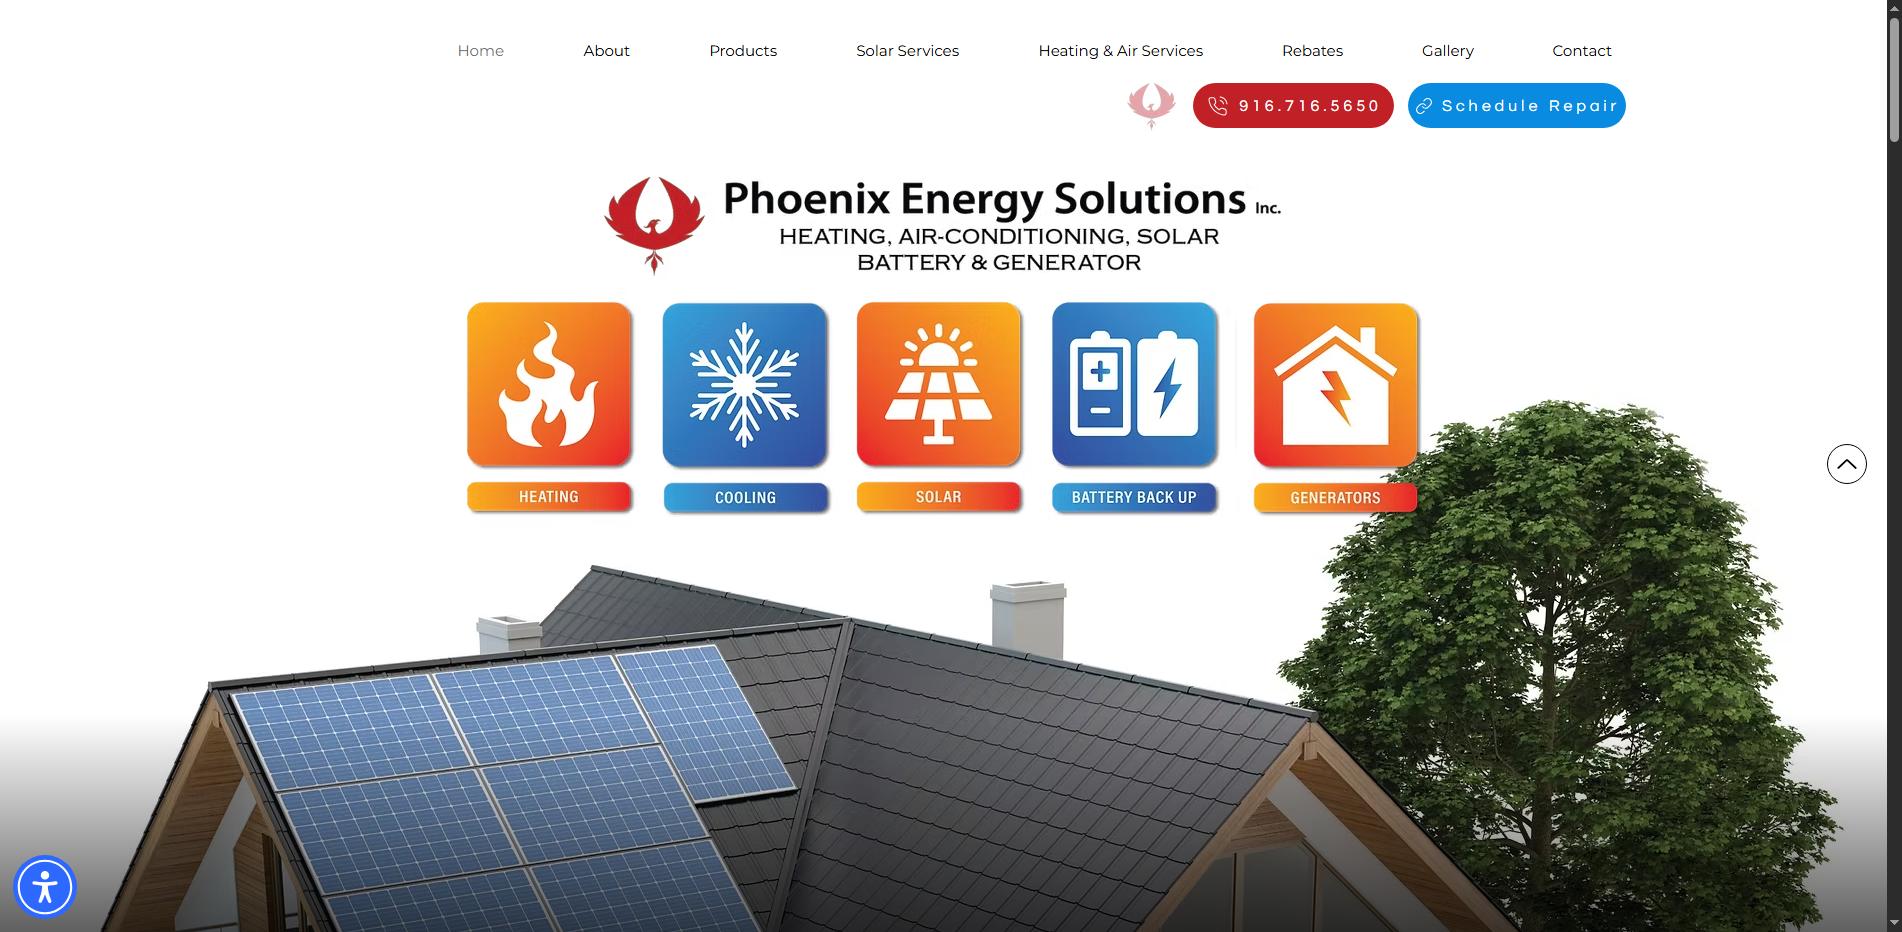 Home About Products Solar Services Heating & Air Services Rebates Gallery Contact
916.716.5650 Schedule Repair
Phoenix Energy Solutions Inc.
HEATING, AIR-CONDITIONING, SOLAR
BATTERY & GENERATOR
HEATING COOLING SOLAR BATTERY BACK UP GENERATORS